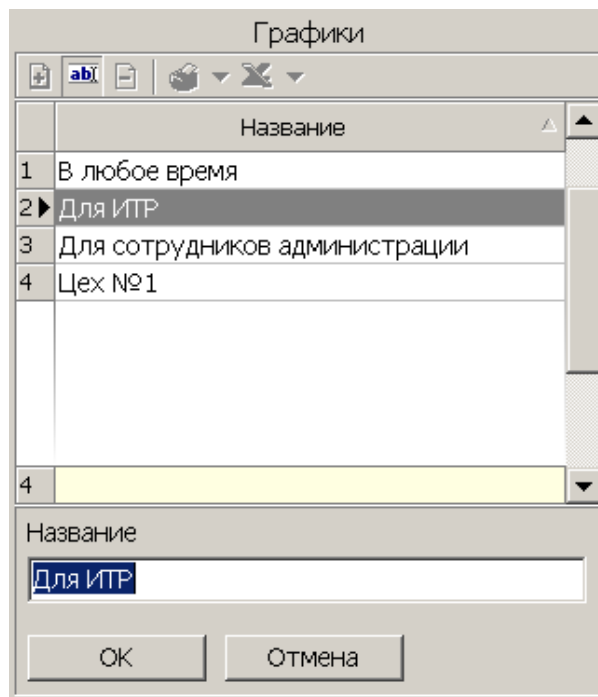 Графики
abI
Название
1 В любое время
2 Для ИТР
3 Для сотрудников администрации
4 Цех №1
4
Название
Для ИТР
OK Отмена